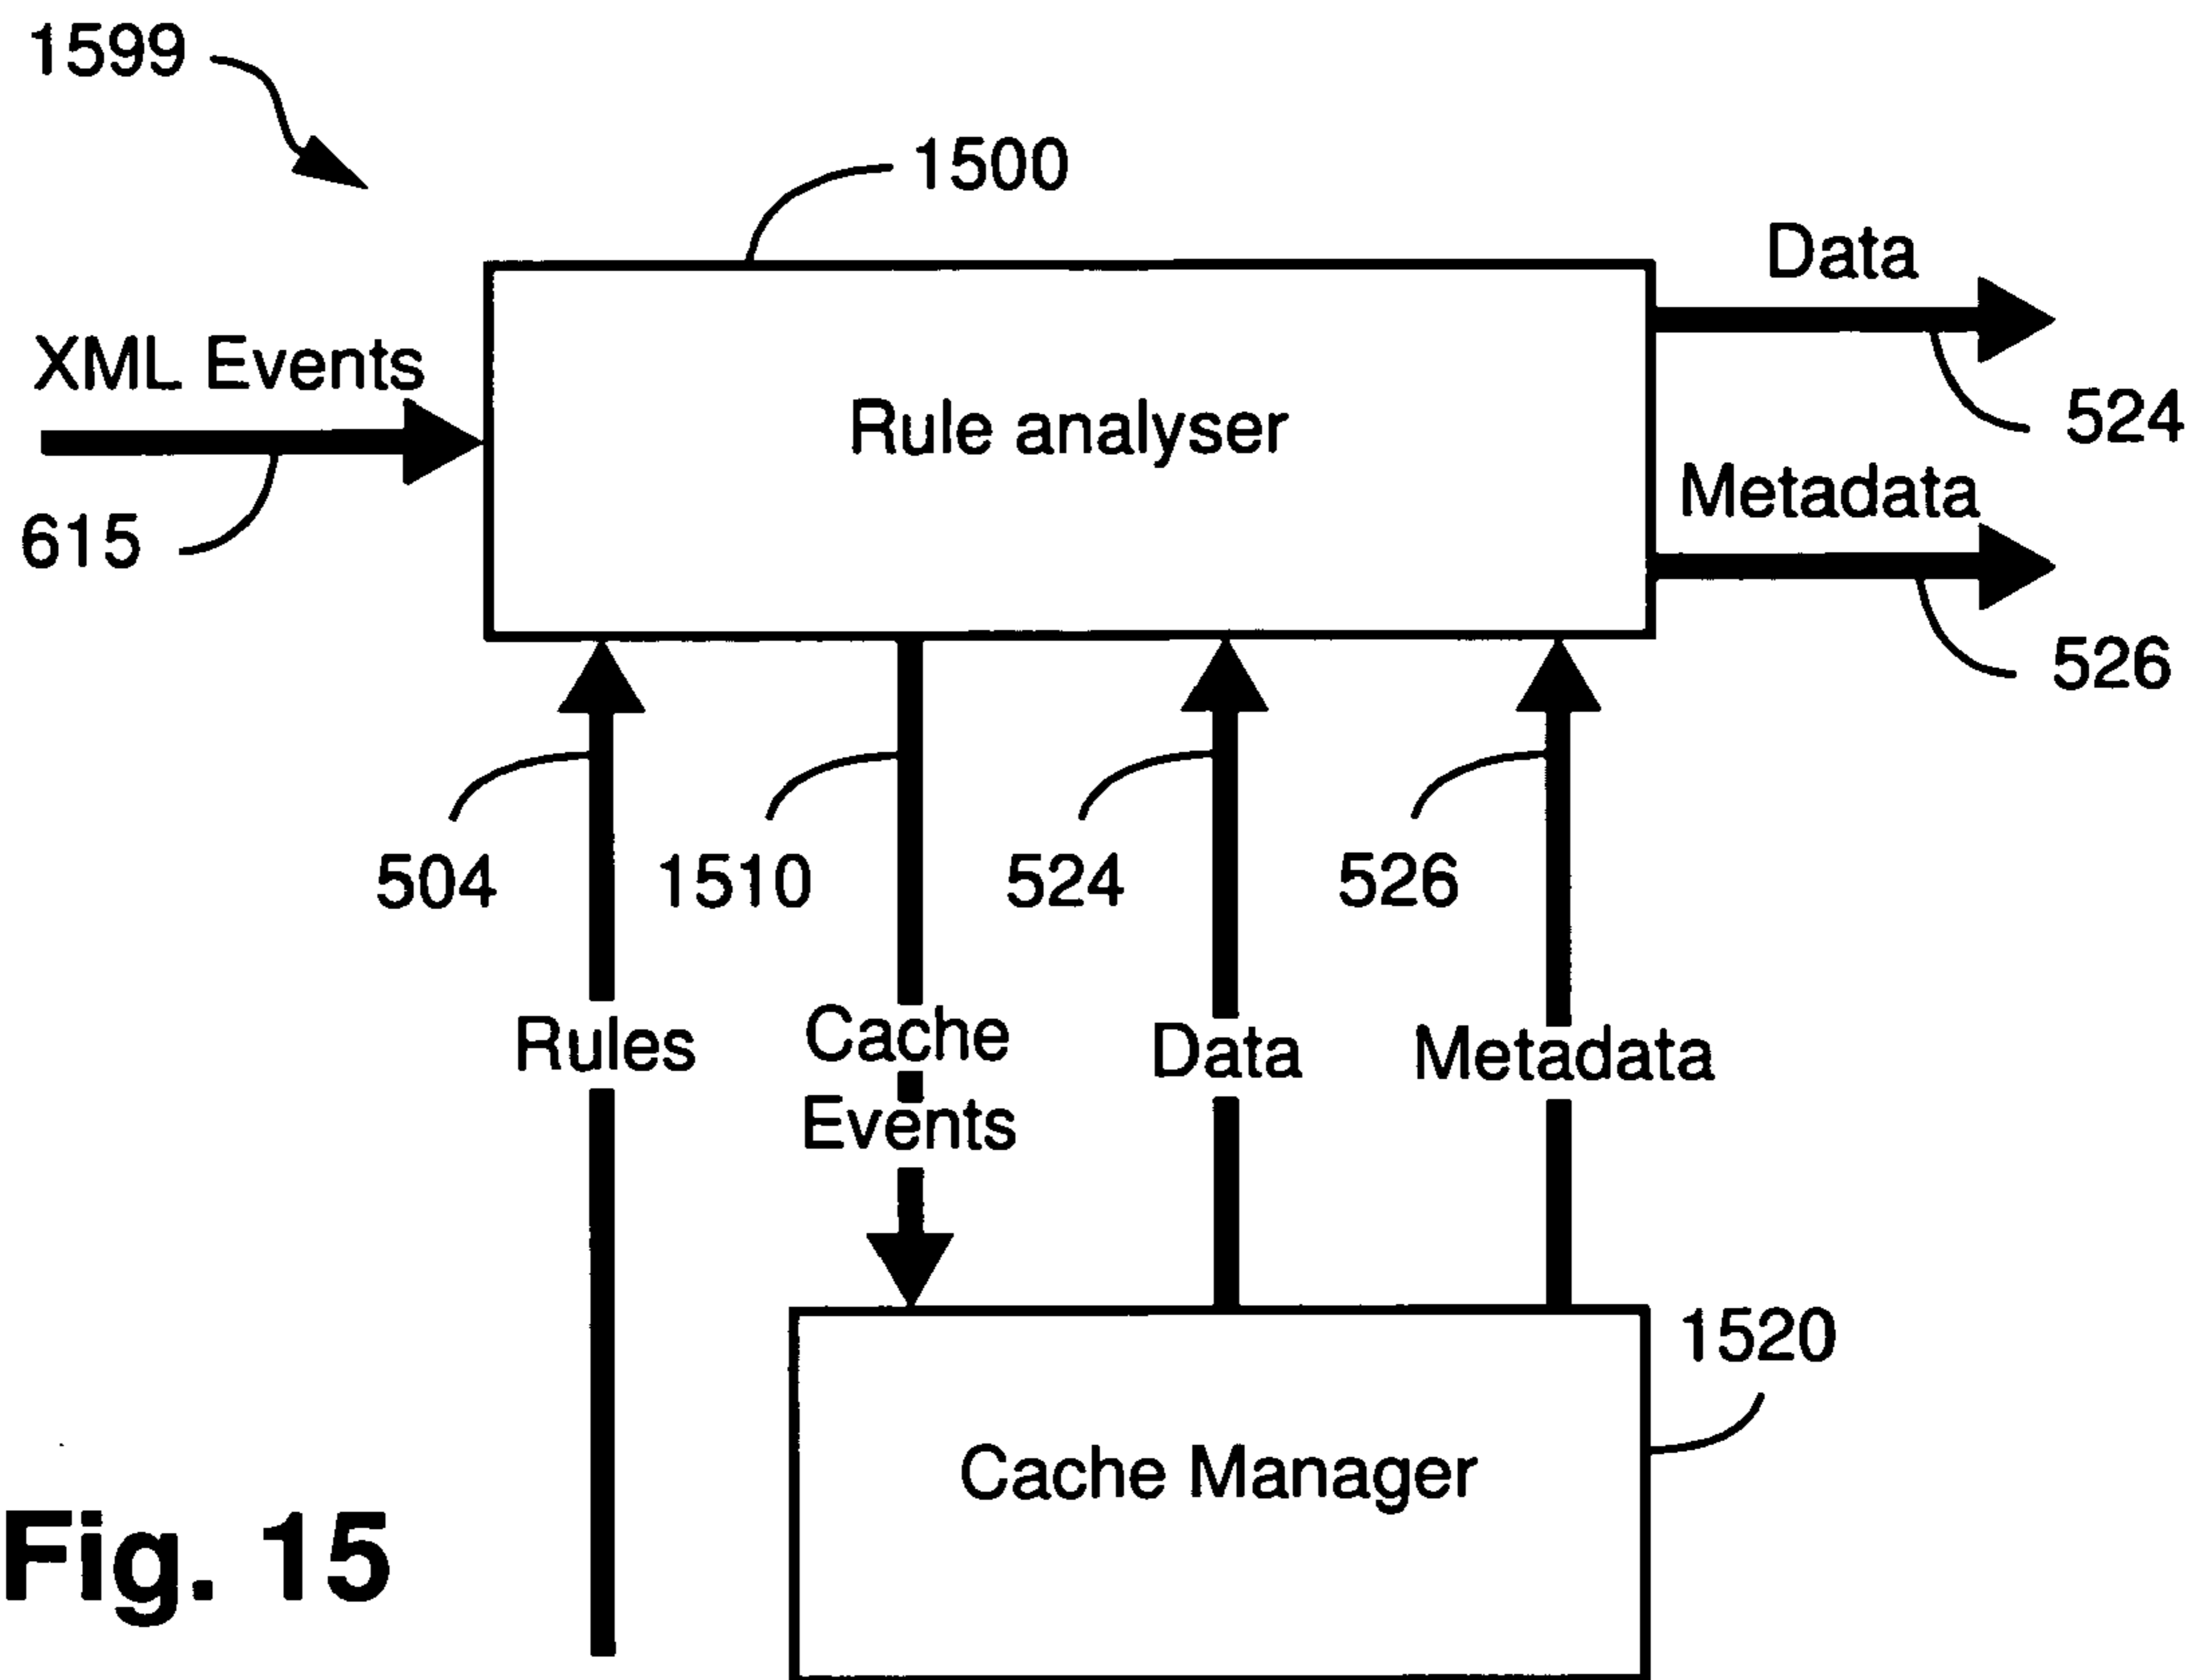 1599
1500
Data
XML Events
Rule analyser
524
Metadata
615
526
504
1510
524
526
Rules
Cache
Events
Data
Metadata
1520
Cache Manager
Fig. 15